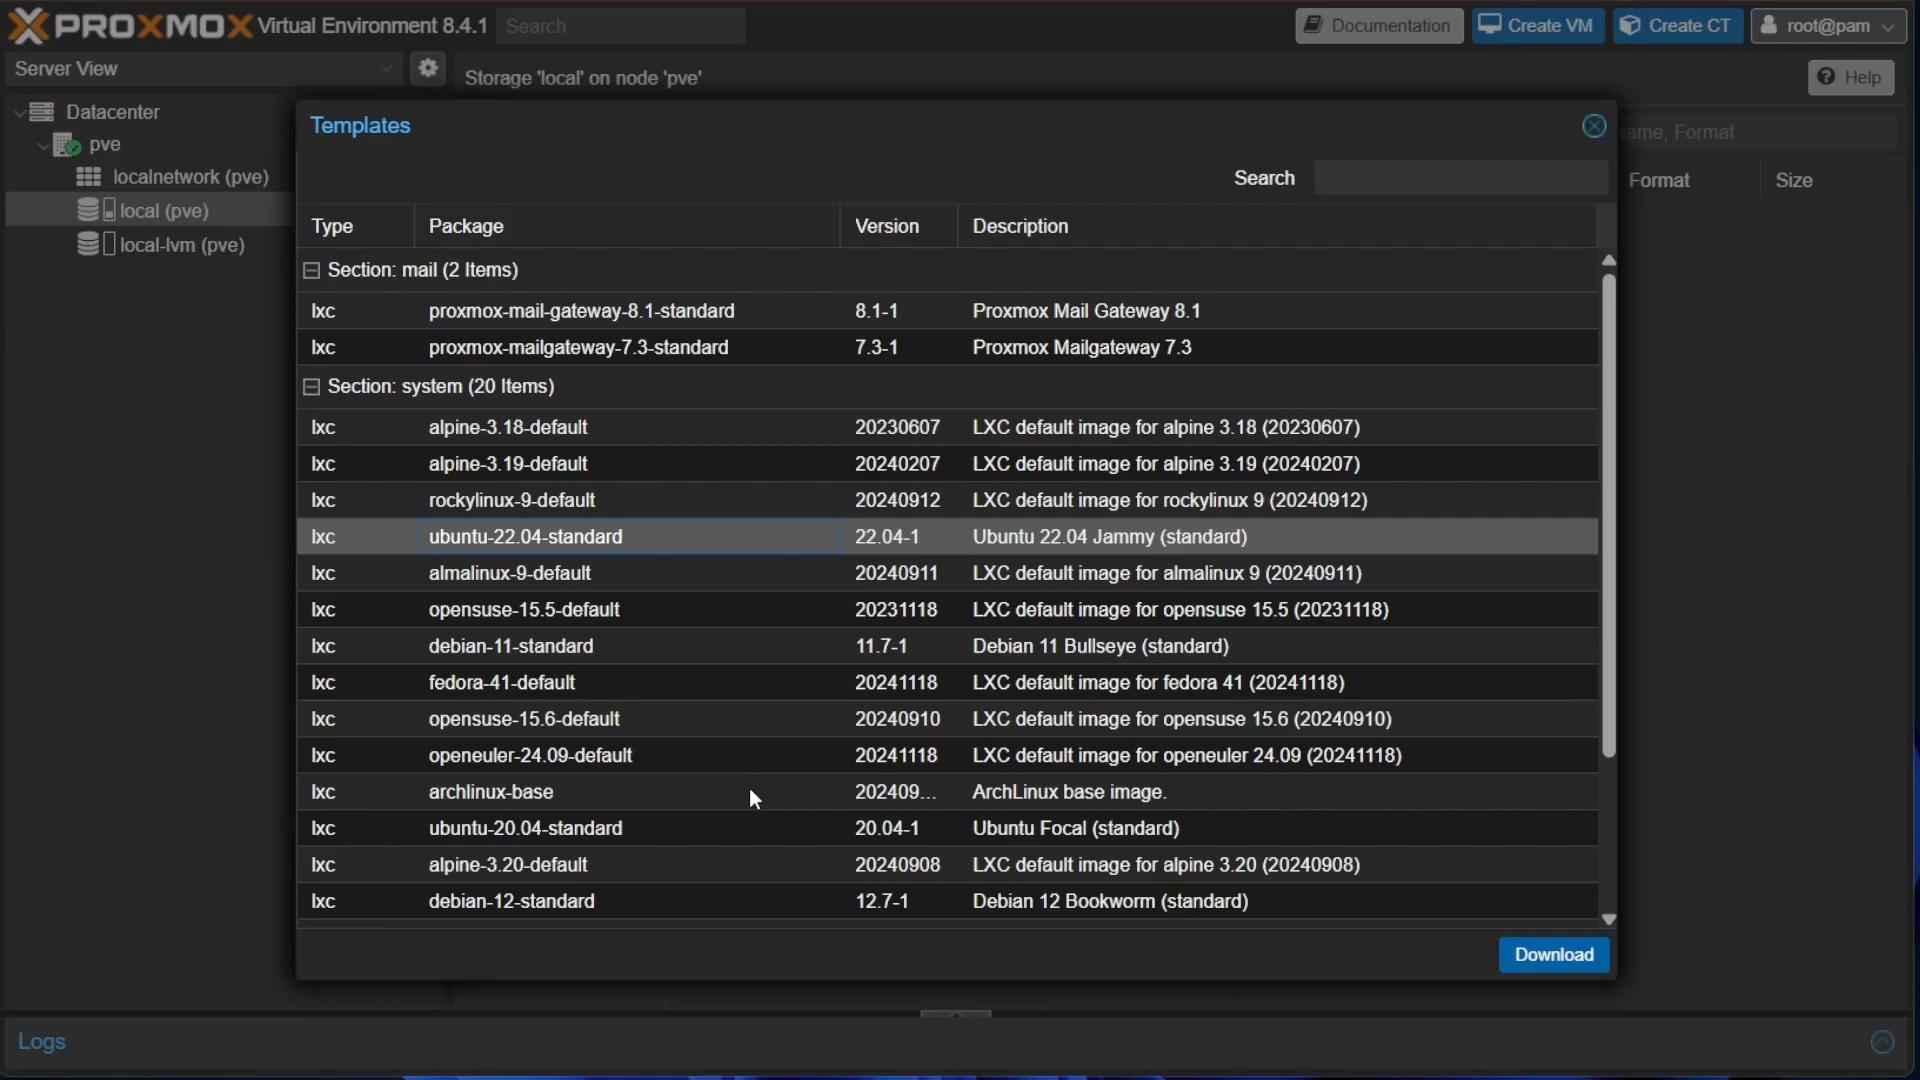 PROXMOX Virtual Environment 8.4.1 Search Documentation Create VM Create CT root@pam
Server View Storage 'local' on node 'pve' Help
Datacenter
pve
localnetwork (pve)
local (pve)
local-lvm (pve)
Name, Format
Format Size
Templates
Search
Type Package Version Description
Section: mail (2 Items)
lxc proxmox-mail-gateway-8.1-standard 8.1-1 Proxmox Mail Gateway 8.1
lxc proxmox-mailgateway-7.3-standard 7.3-1 Proxmox Mailgateway 7.3
Section: system (20 Items)
lxc alpine-3.18-default 20230607 LXC default image for alpine 3.18 (20230607)
lxc alpine-3.19-default 20240207 LXC default image for alpine 3.19 (20240207)
lxc rockylinux-9-default 20240912 LXC default image for rockylinux 9 (20240912)
lxc ubuntu-22.04-standard 22.04-1 Ubuntu 22.04 Jammy (standard)
lxc almalinux-9-default 20240911 LXC default image for almalinux 9 (20240911)
lxc opensuse-15.5-default 20231118 LXC default image for opensuse 15.5 (20231118)
lxc debian-11-standard 11.7-1 Debian 11 Bullseye (standard)
lxc fedora-41-default 20241118 LXC default image for fedora 41 (20241118)
lxc opensuse-15.6-default 20240910 LXC default image for opensuse 15.6 (20240910)
lxc openeuler-24.09-default 20241118 LXC default image for openeuler 24.09 (20241118)
lxc archlinux-base 202409... ArchLinux base image.
lxc ubuntu-20.04-standard 20.04-1 Ubuntu Focal (standard)
lxc alpine-3.20-default 20240908 LXC default image for alpine 3.20 (20240908)
lxc debian-12-standard 12.7-1 Debian 12 Bookworm (standard)
Download
Logs